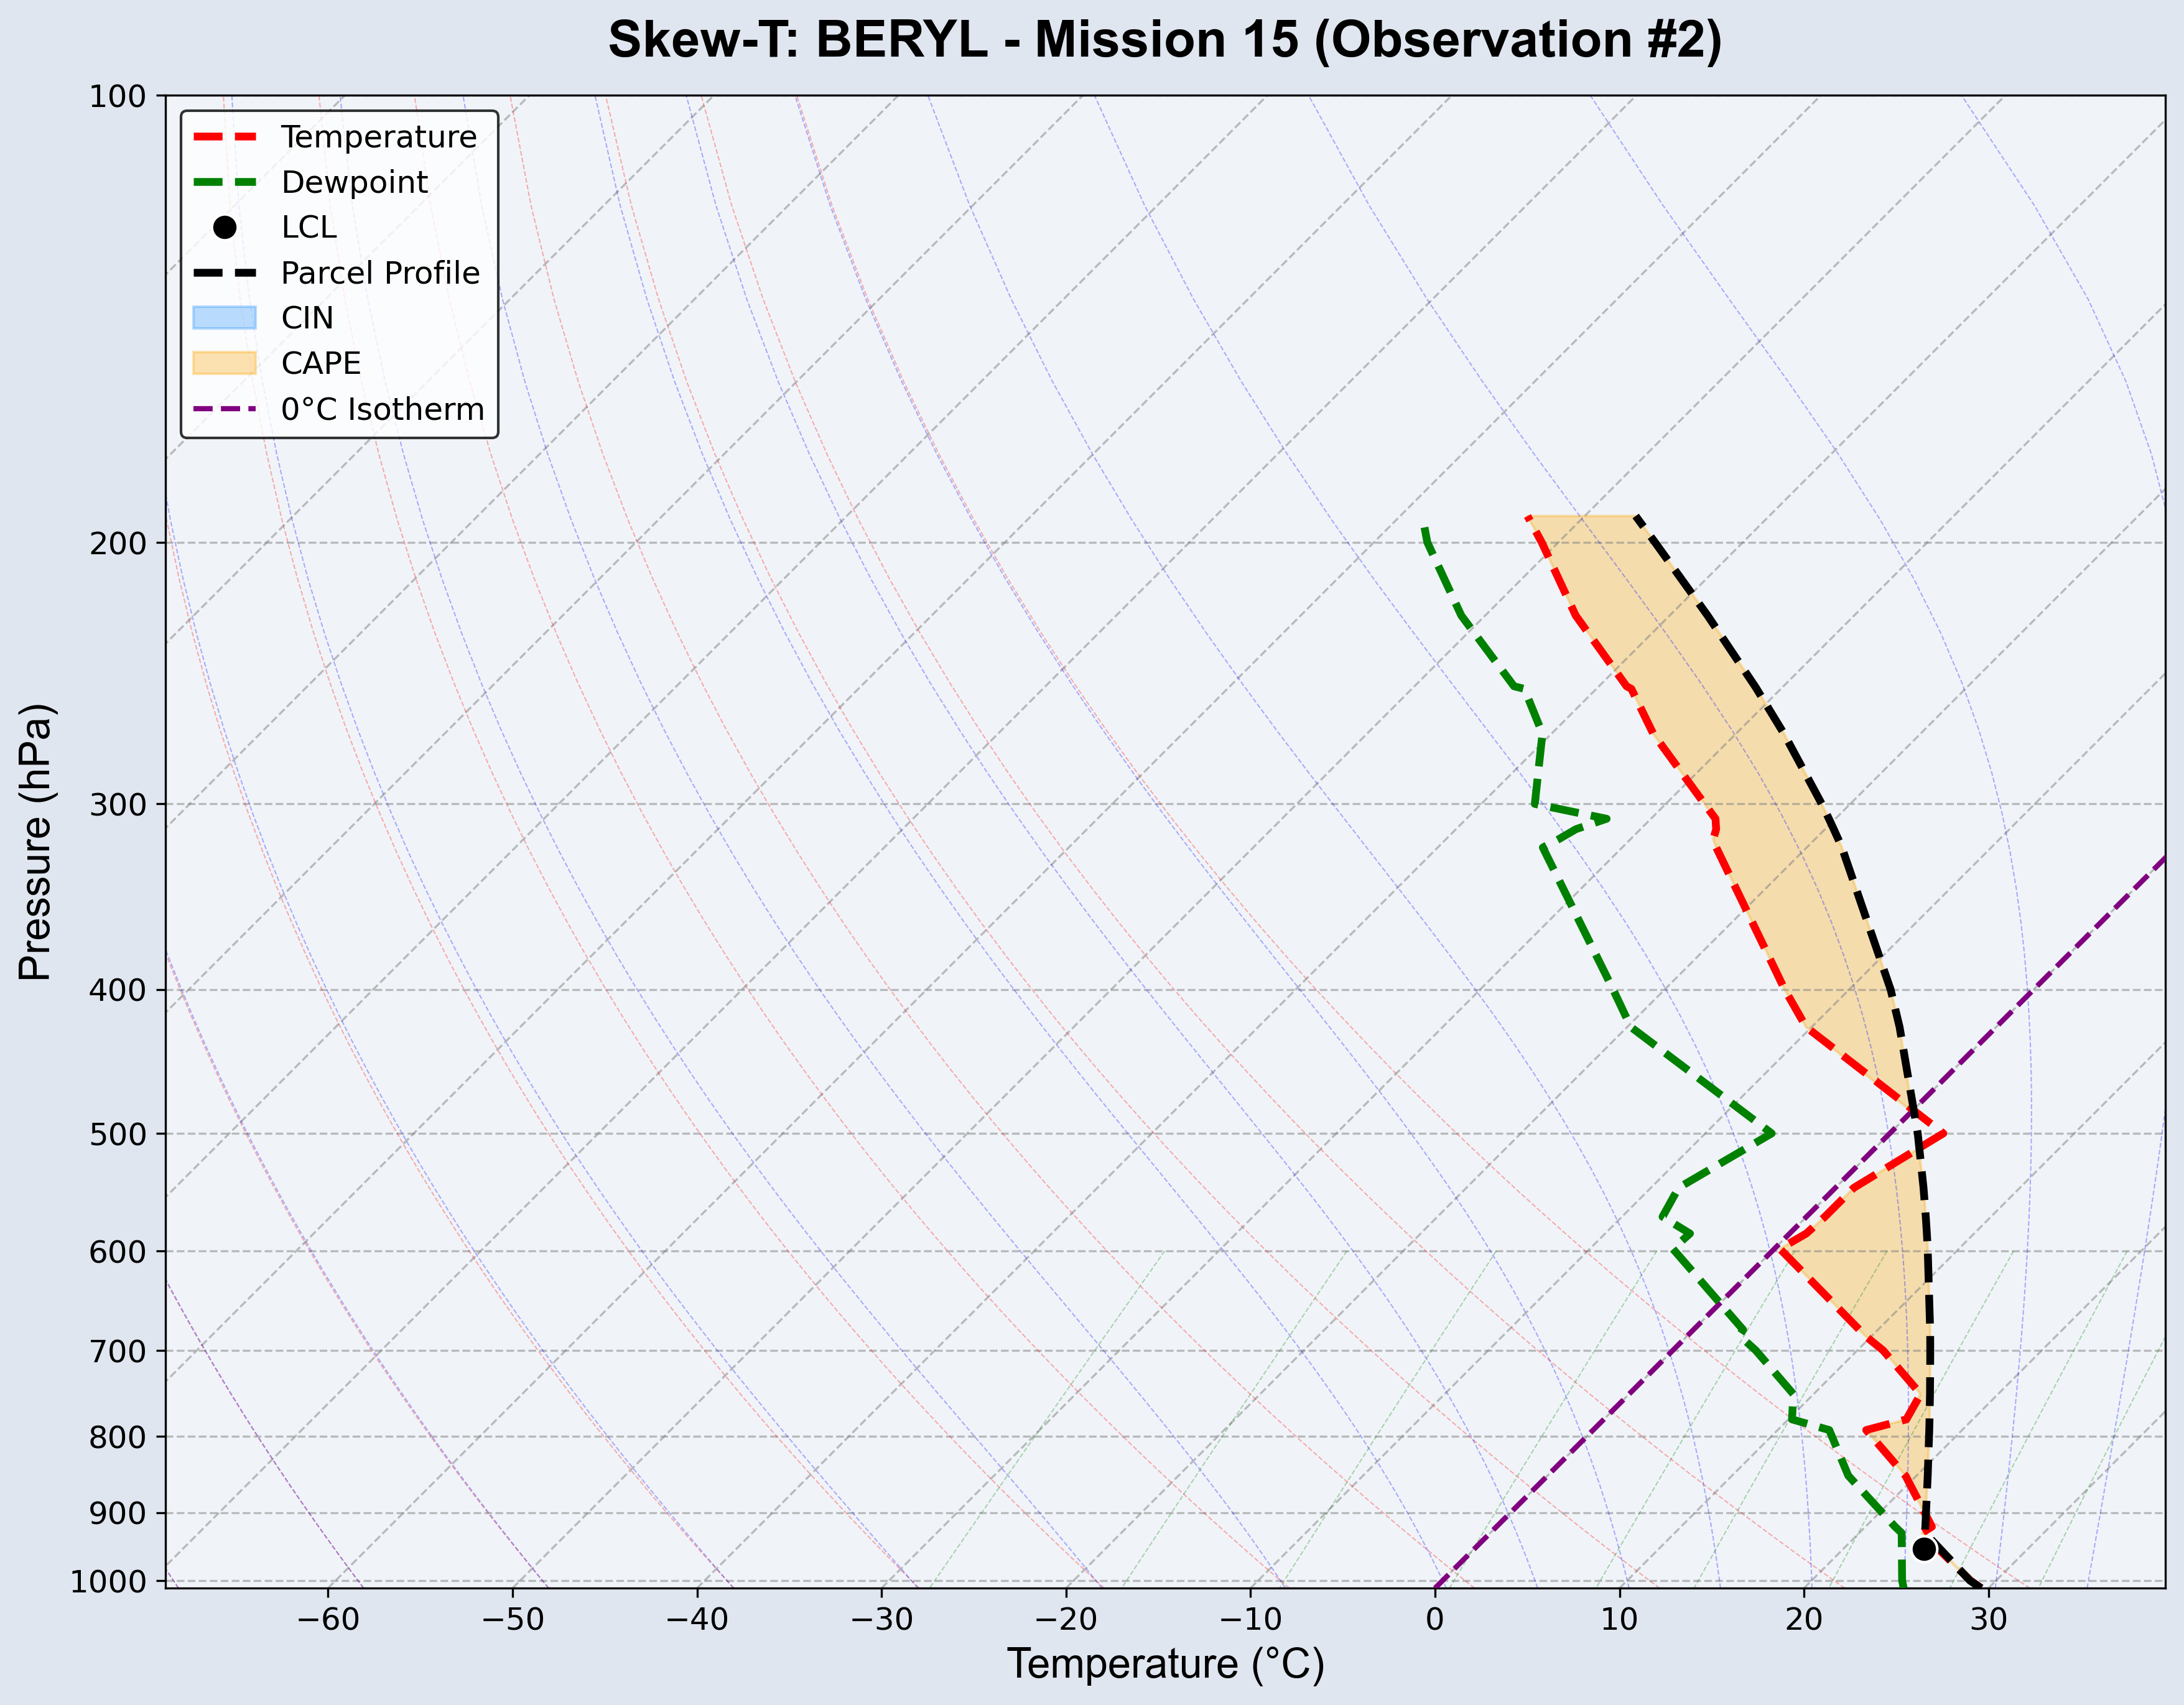 Skew-T: BERYL - Mission 15 (Observation #2)
Temperature
Dewpoint
LCL
Parcel Profile
CIN
CAPE
0°C Isotherm
Pressure (hPa)
100
200
300
400
500
600
700
800
900
1000
−60
−50
−40
−30
−20
−10
0
10
20
30
Temperature (°C)